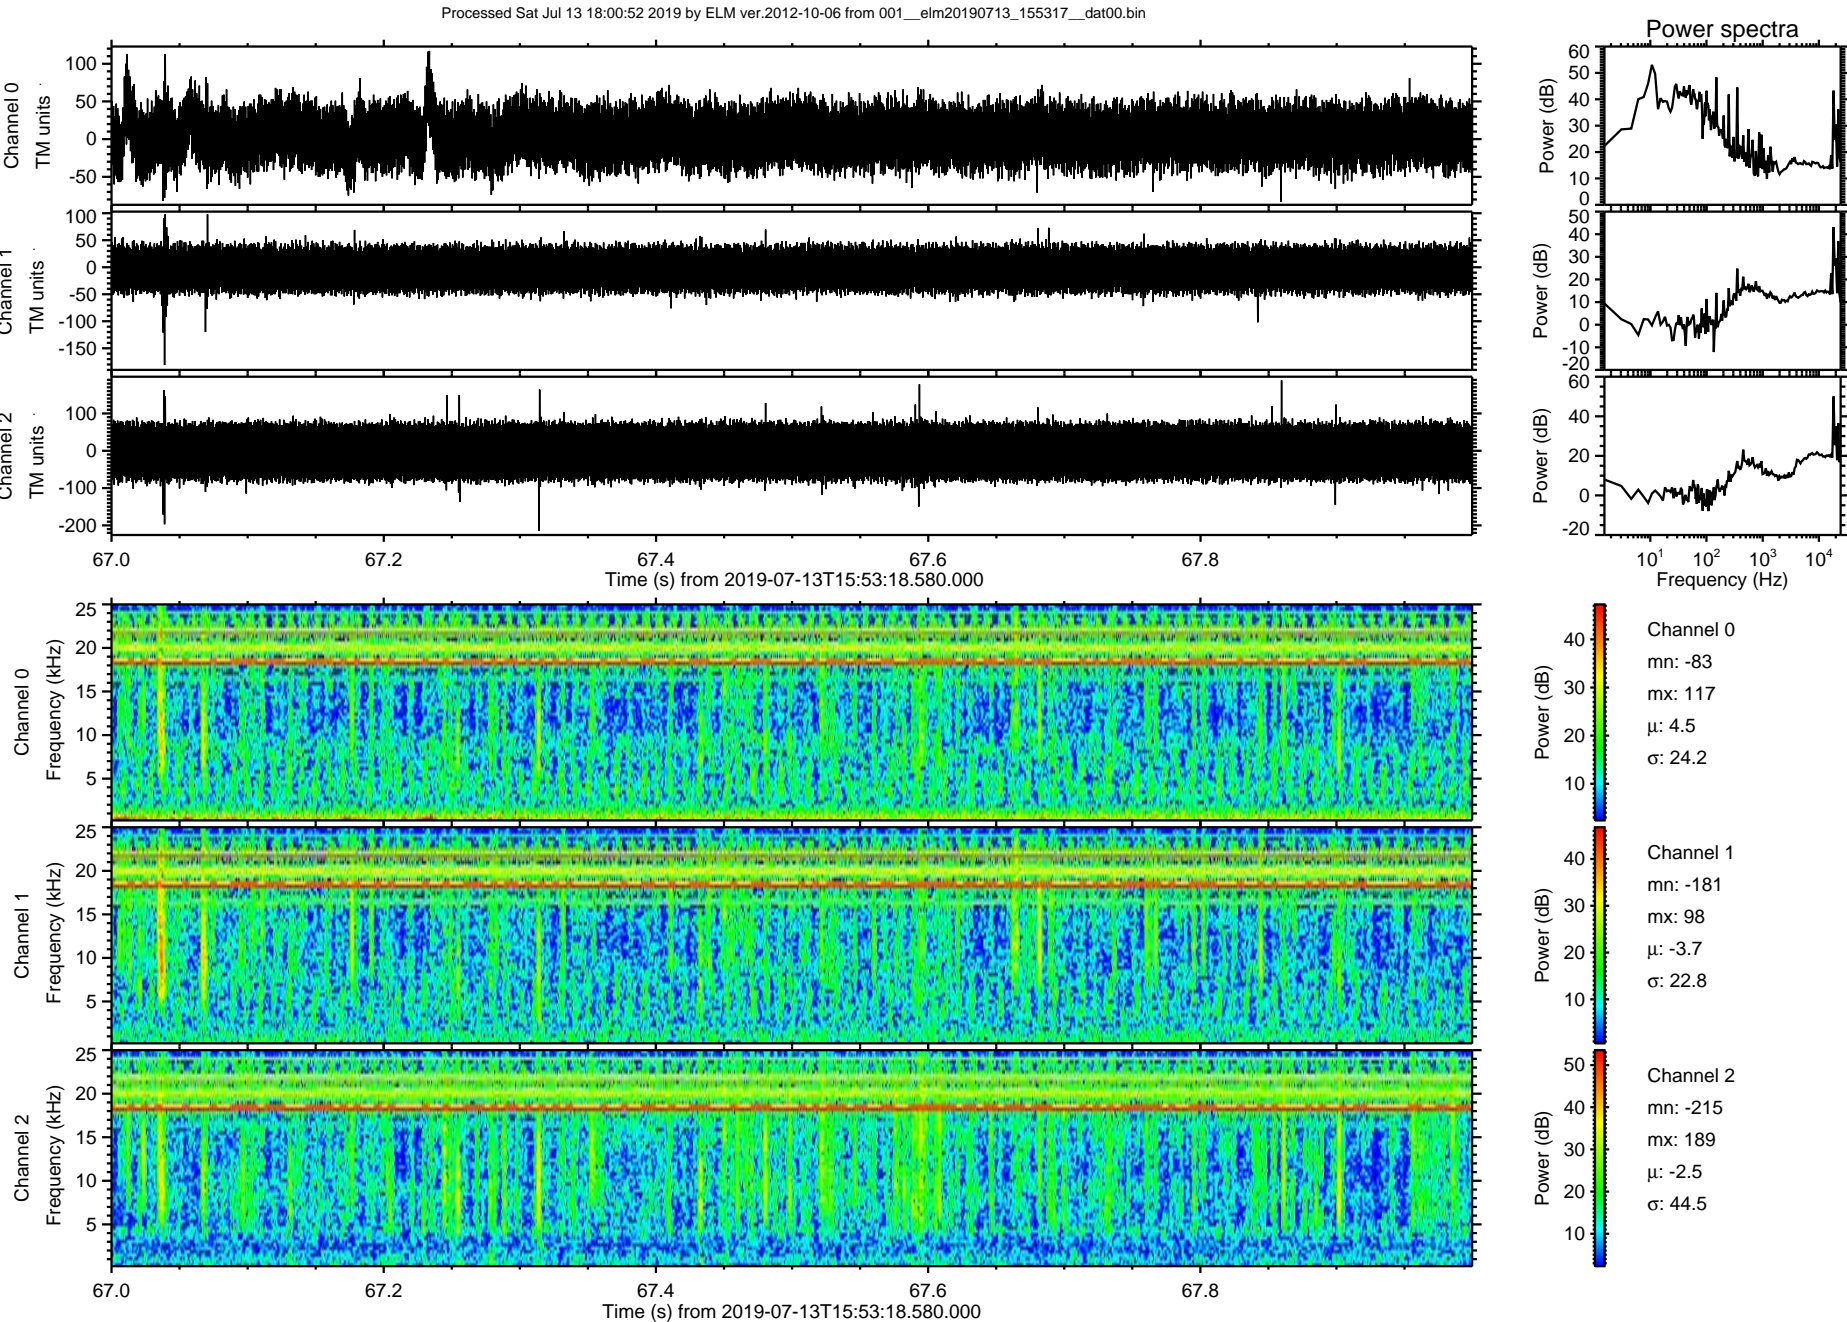 Processed Sat Jul 13 18:00:52 2019 by ELM ver.2012-10-06 from 001__elm20190713_155317__dat00.bin
Power spectra
Channel 0
TM units
100
50
0
-50
Power (dB)
60
50
40
30
20
10
0
Channel 1
TM units
100
50
0
-50
-100
-150
Power (dB)
50
40
30
20
10
0
-10
-20
Channel 2
TM units
100
0
-100
-200
Power (dB)
60
40
20
0
-20
67.0 67.2 67.4 67.6 67.8
Time (s) from 2019-07-13T15:53:18.580.000
10^1 10^2 10^3 10^4
Frequency (Hz)
Channel 0
Frequency (kHz)
25
20
15
10
5
Power (dB)
40
30
20
10
Channel 0
mn: -83
mx: 117
μ: 4.5
σ: 24.2
Channel 1
Frequency (kHz)
25
20
15
10
5
Power (dB)
40
30
20
10
Channel 1
mn: -181
mx: 98
μ: -3.7
σ: 22.8
Channel 2
Frequency (kHz)
25
20
15
10
5
Power (dB)
50
40
30
20
10
Channel 2
mn: -215
mx: 189
μ: -2.5
σ: 44.5
67.0 67.2 67.4 67.6 67.8
Time (s) from 2019-07-13T15:53:18.580.000